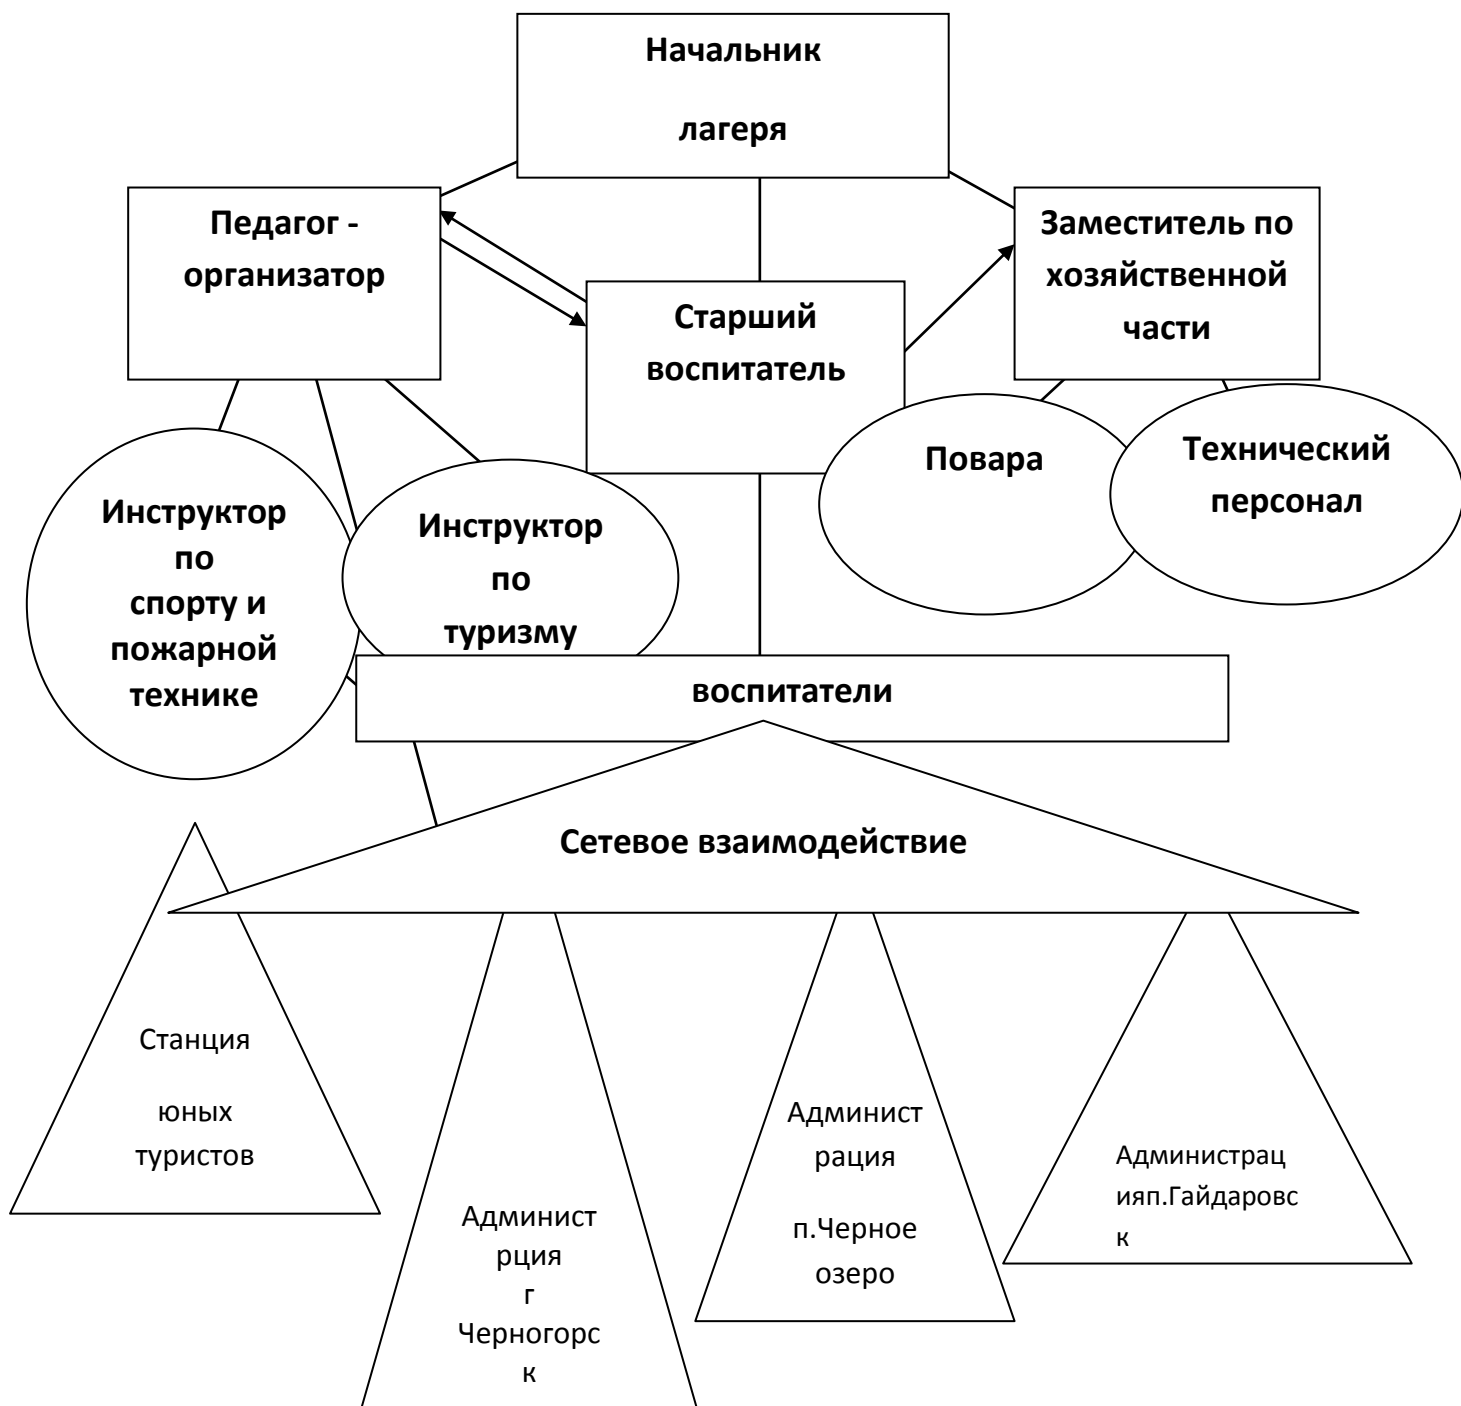 Начальник
лагеря
Педагог -
организатор
Старший
воспитатель
Заместитель по
хозяйственной
части
Инструктор
по
спорту и
пожарной
технике
Инструктор
по
туризму
Повара
Технический
персонал
воспитатели
Сетевое взаимодействие
Станция
юных
туристов
Админист
рция
г
Черногорс
к
Админист
рация
п.Черное
озеро
Администрац
ияп.Гайдаровс
к